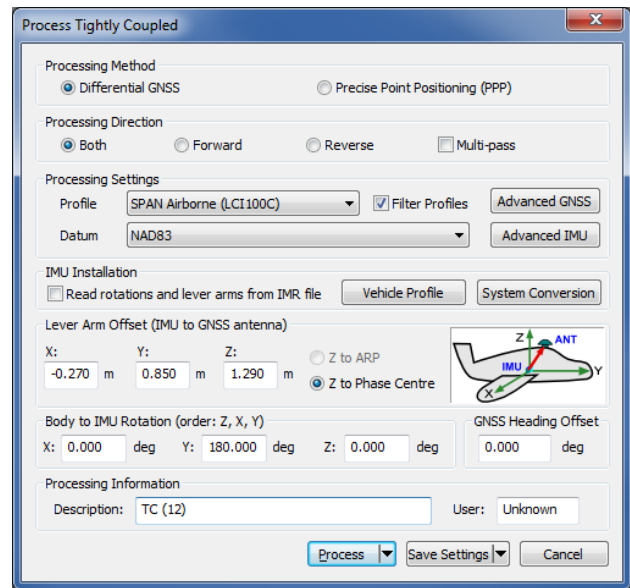 Process Tightly Coupled
Processing Method
Differential GNSS Precise Point Positioning (PPP)
Processing Direction
Both Forward Reverse Multi-pass
Processing Settings
Profile SPAN Airborne (LCI100C) Filter Profiles Advanced GNSS
Datum NAD83 Advanced IMU
IMU Installation
Read rotations and lever arms from IMR file Vehicle Profile System Conversion
Lever Arm Offset (IMU to GNSS antenna)
Z ANT
X: Y: Z: Z to ARP
IMU Y
-0.270 m 0.850 m 1.290 m Z to Phase Centre
X
Body to IMU Rotation (order: Z, X, Y) GNSS Heading Offset
X: 0.000 deg Y: 180.000 deg Z: 0.000 deg 0.000 deg
Processing Information
Description: TC (12) User: Unknown
Process Save Settings Cancel